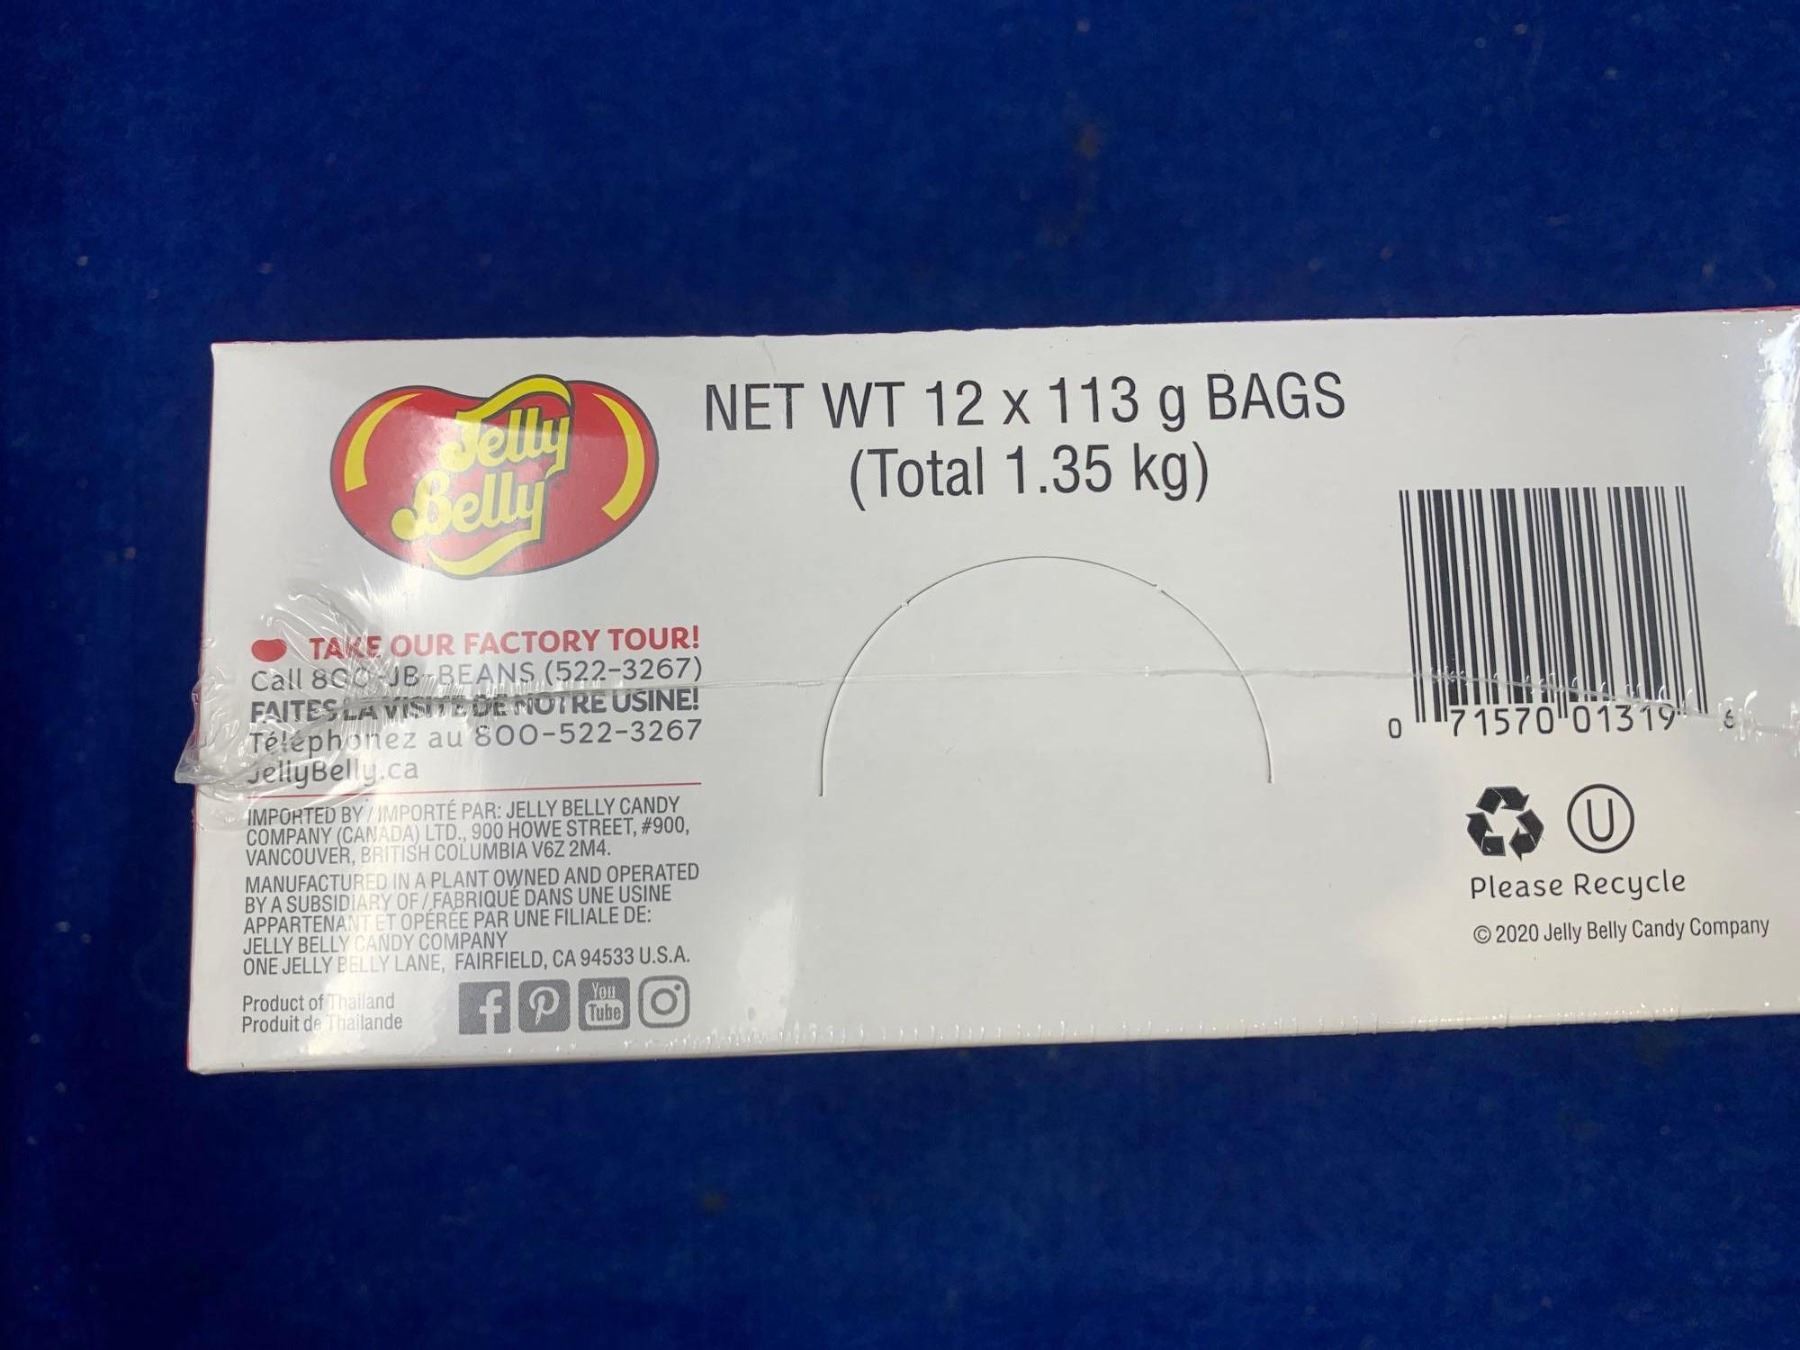 Jelly
Belly
NET WT 12 x 113 g BAGS
(Total 1.35 kg)
TAKE OUR FACTORY TOUR!
Call 800-JB-BEANS (522-3267)
FAITES LA VISITE DE NOTRE USINE!
Téléphonez au 800-522-3267
JellyBelly.ca
IMPORTED BY / IMPORTÉ PAR: JELLY BELLY CANDY
COMPANY (CANADA) LTD., 900 HOWE STREET, #900,
VANCOUVER, BRITISH COLUMBIA V6Z 2M4.
MANUFACTURED IN A PLANT OWNED AND OPERATED
BY A SUBSIDIARY OF / FABRIQUÉ DANS UNE USINE
APPARTENANT ET OPÉRÉE PAR UNE FILIALE DE:
JELLY BELLY CANDY COMPANY
ONE JELLY BELLY LANE, FAIRFIELD, CA 94533 U.S.A.
Product of Thailand
Produit de Thailande
f
You
Tube
0 71570 01319 6
U
Please Recycle
© 2020 Jelly Belly Candy Company